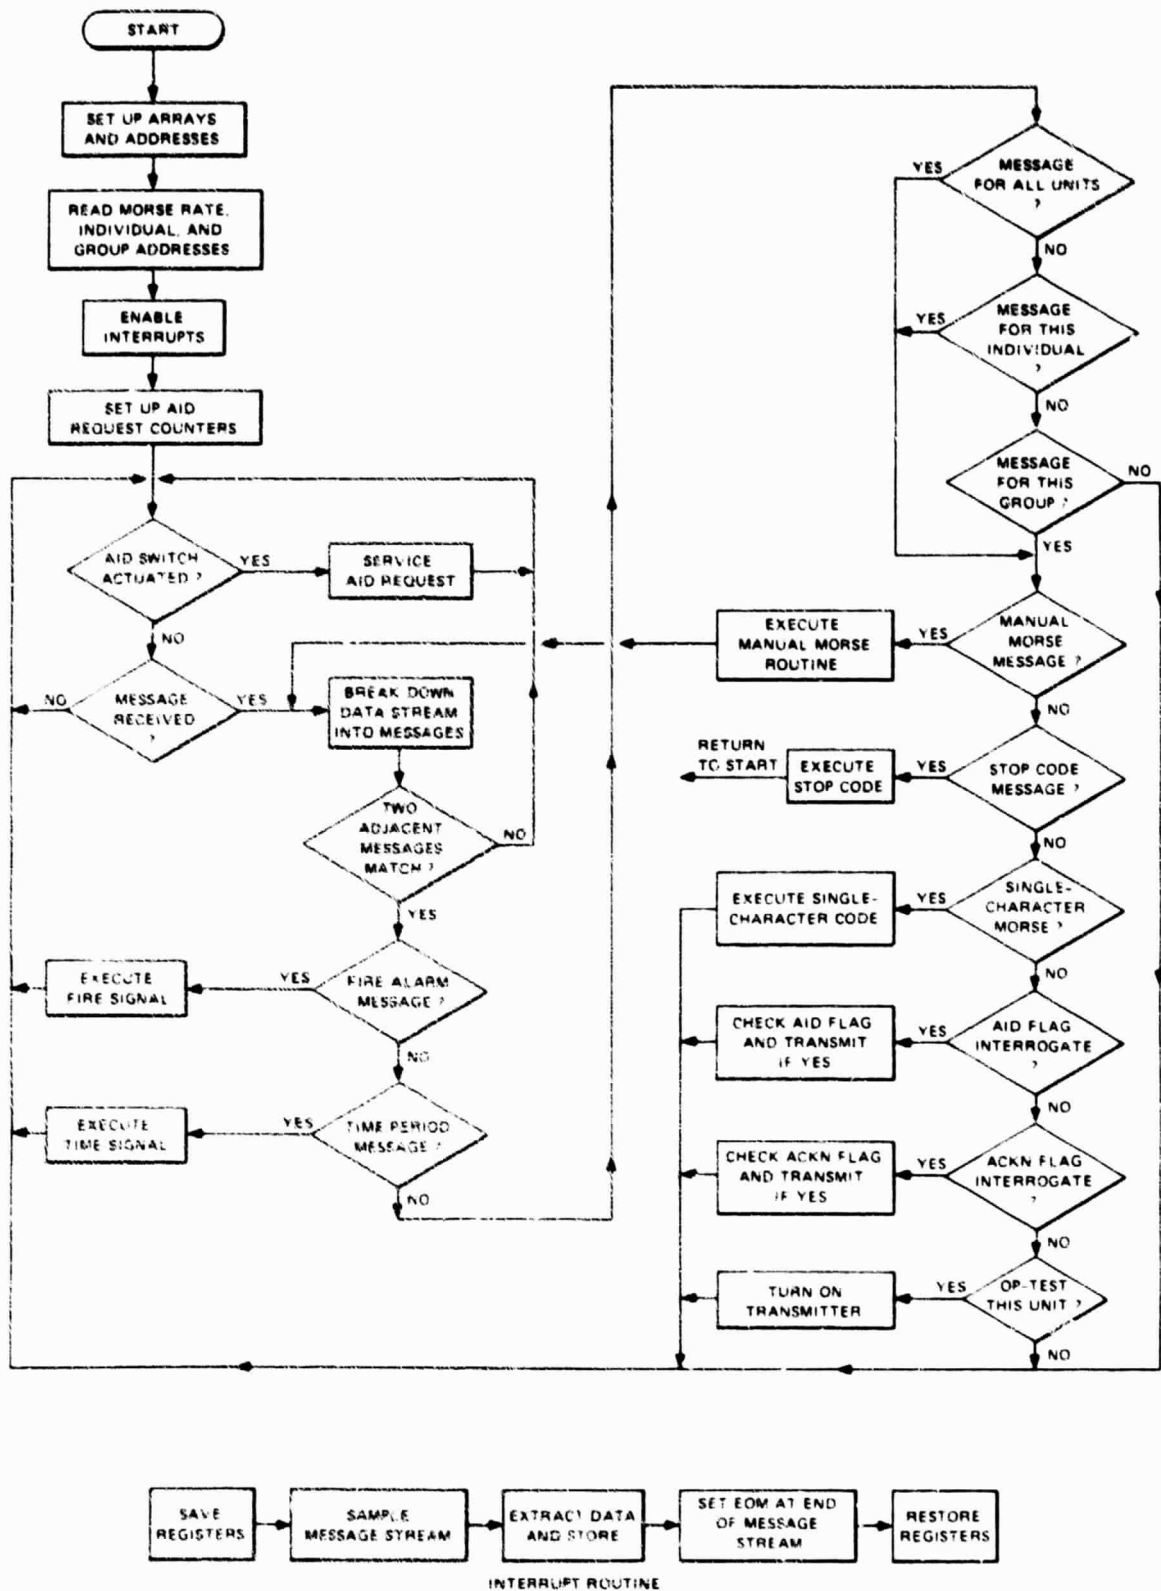 START
SET UP ARRAYS
AND ADDRESSES
READ MORSE RATE,
INDIVIDUAL, AND
GROUP ADDRESSES
ENABLE
INTERRUPTS
SET UP AID
REQUEST COUNTERS
AID SWITCH
ACTUATED ?
YES
SERVICE
AID REQUEST
NO
MESSAGE
RECEIVED
?
NO
YES
BREAK DOWN
DATA STREAM
INTO MESSAGES
TWO
ADJACENT
MESSAGES
MATCH ?
NO
YES
FIRE ALARM
MESSAGE ?
YES
EXECUTE
FIRE SIGNAL
NO
TIME PERIOD
MESSAGE ?
YES
EXECUTE
TIME SIGNAL
NO
MESSAGE
FOR ALL UNITS
?
YES
NO
MESSAGE
FOR THIS
INDIVIDUAL
?
YES
NO
MESSAGE
FOR THIS
GROUP ?
NO
YES
MANUAL
MORSE
MESSAGE ?
YES
EXECUTE
MANUAL MORSE
ROUTINE
NO
STOP CODE
MESSAGE ?
YES
EXECUTE
STOP CODE
RETURN
TO START
NO
SINGLE-
CHARACTER
MORSE ?
YES
EXECUTE SINGLE-
CHARACTER CODE
NO
AID FLAG
INTERROGATE
?
YES
CHECK AID FLAG
AND TRANSMIT
IF YES
NO
ACKN FLAG
INTERROGATE
?
YES
CHECK ACKN FLAG
AND TRANSMIT
IF YES
NO
OP-TEST
THIS UNIT ?
YES
TURN ON
TRANSMITTER
NO
SAVE
REGISTERS
SAMPLE
MESSAGE STREAM
EXTRACT DATA
AND STORE
SET EOM AT END
OF MESSAGE
STREAM
RESTORE
REGISTERS
INTERRUPT ROUTINE